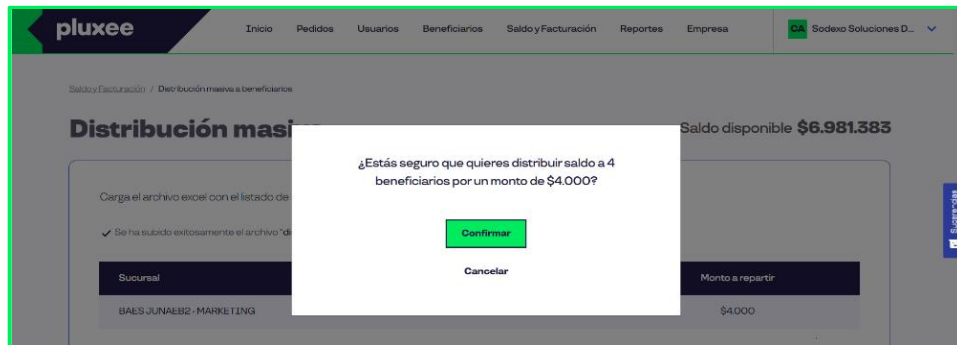 pluxee
Inicio Pedidos Usuarios Beneficiarios Saldo y Facturación Reportes Empresa CA Sodexo Soluciones D...
Saldo y Facturación / Distribución masiva a beneficiarios
Distribución masi
Saldo disponible $6.981.383
¿Estás seguro que quieres distribuir saldo a 4
beneficiarios por un monto de $4.000?
Carga el archivo excel con el listado de
Se ha subido exitosamente el archivo "di
Confirmar
Cancelar
Sucursal Monto a repartir
BAES JUNAEB2 - MARKETING $4.000
Sugerencias